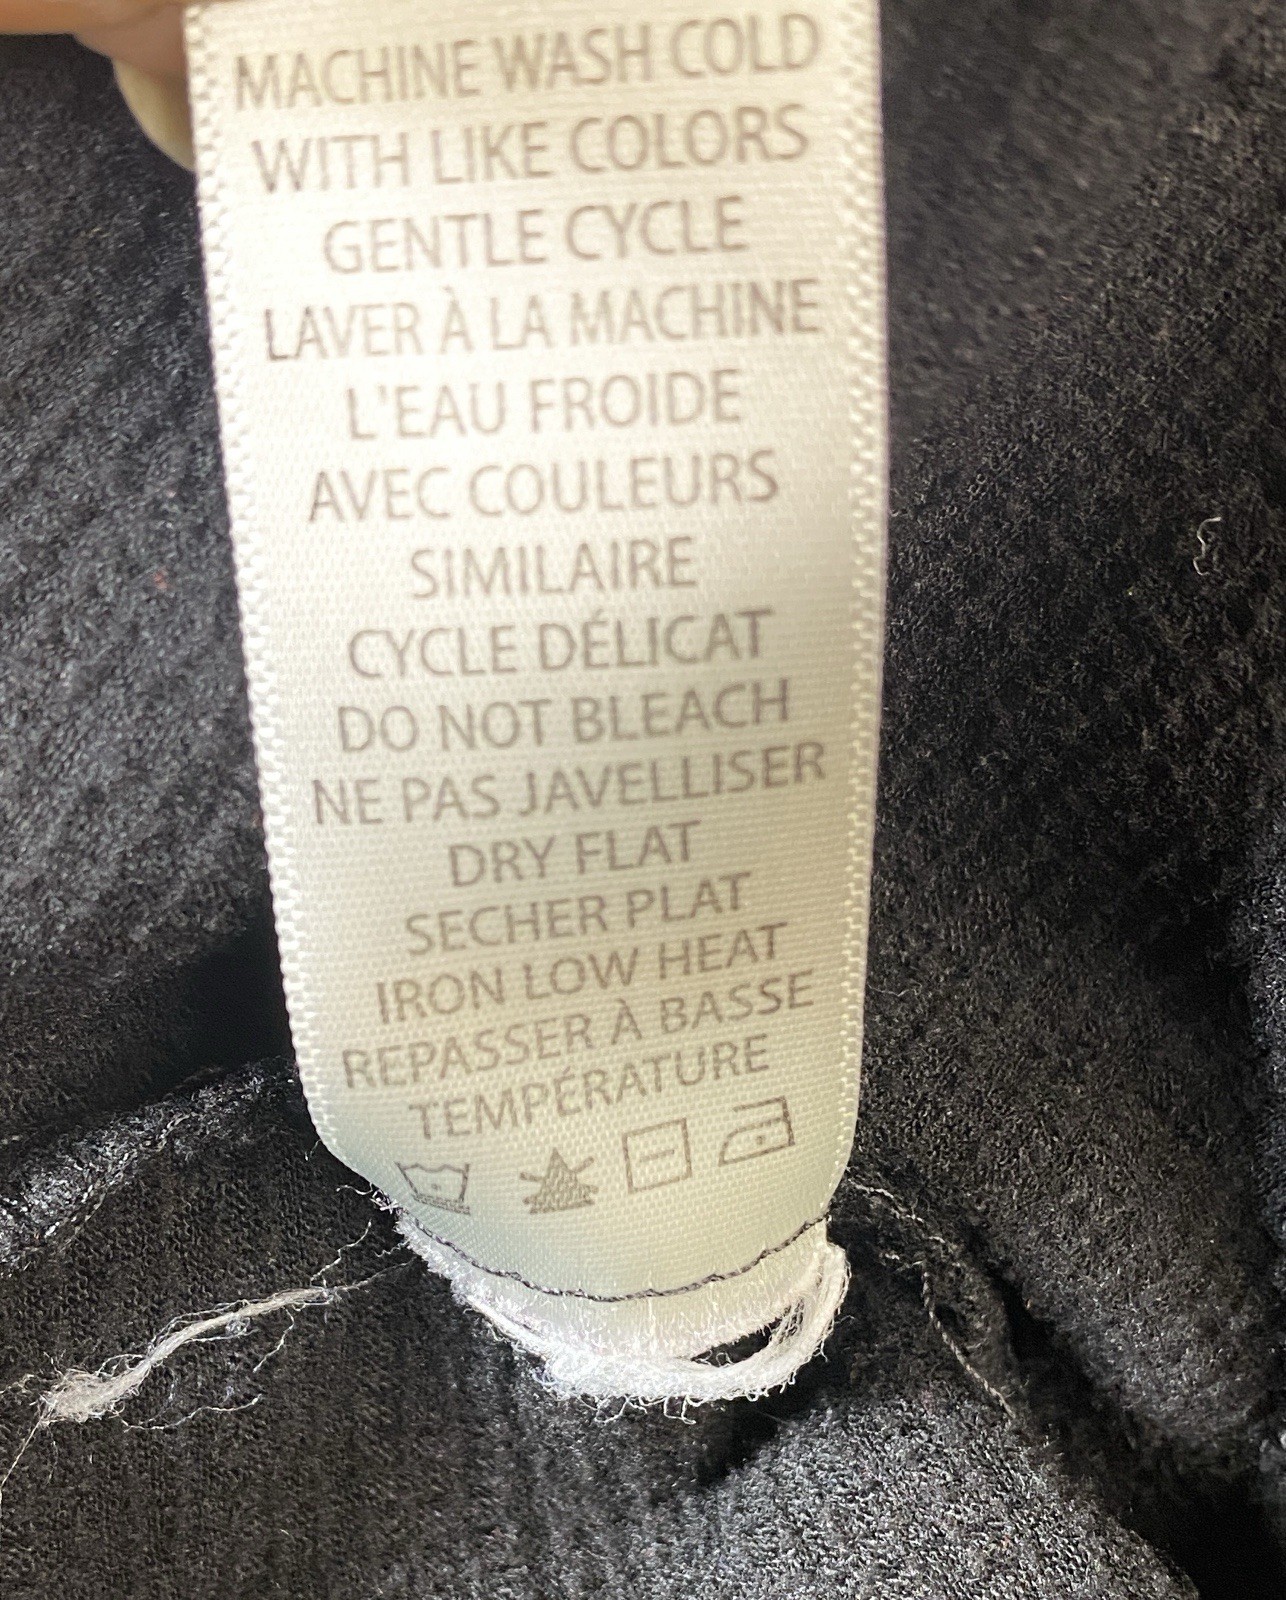 MACHINE WASH COLD
WITH LIKE COLORS
GENTLE CYCLE
LAVER À LA MACHINE
L'EAU FROIDE
AVEC COULEURS
SIMILAIRE
CYCLE DÉLICAT
DO NOT BLEACH
NE PAS JAVELLISER
DRY FLAT
SECHER PLAT
IRON LOW HEAT
REPASSER À BASSE
TEMPÉRATURE